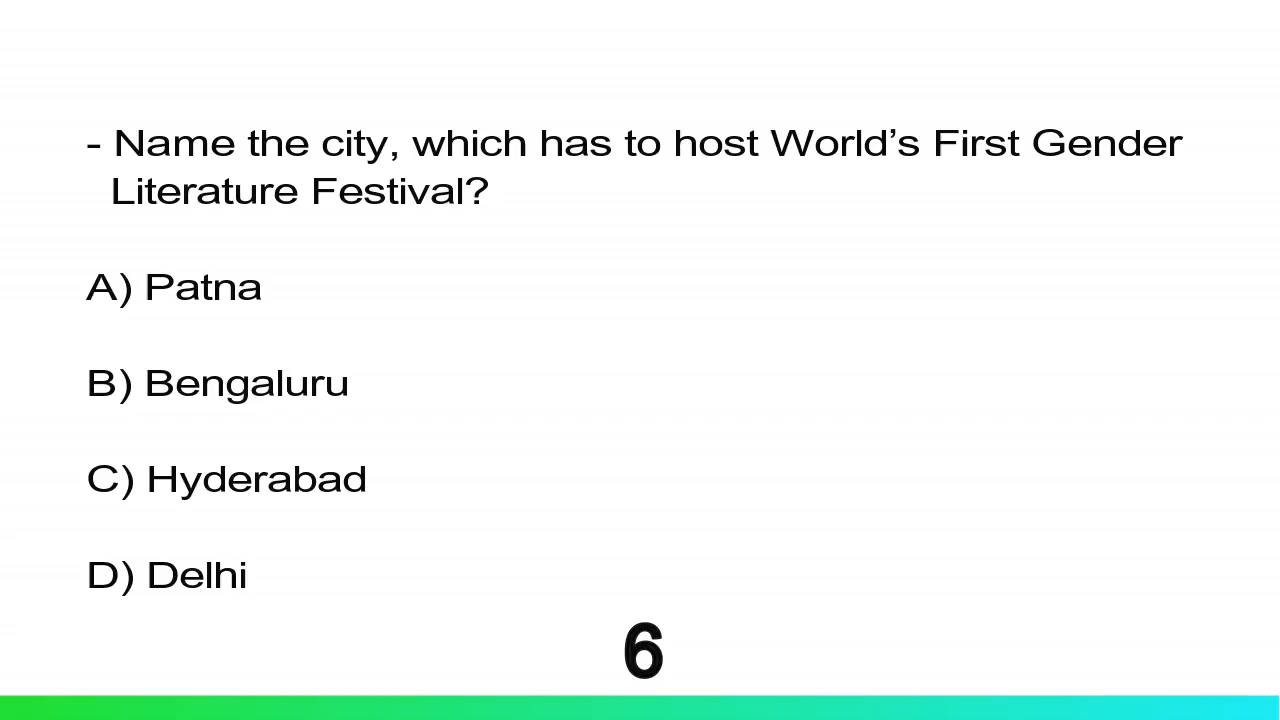 - Name the city, which has to host World’s First Gender
Literature Festival?
A) Patna
B) Bengaluru
C) Hyderabad
D) Delhi
6